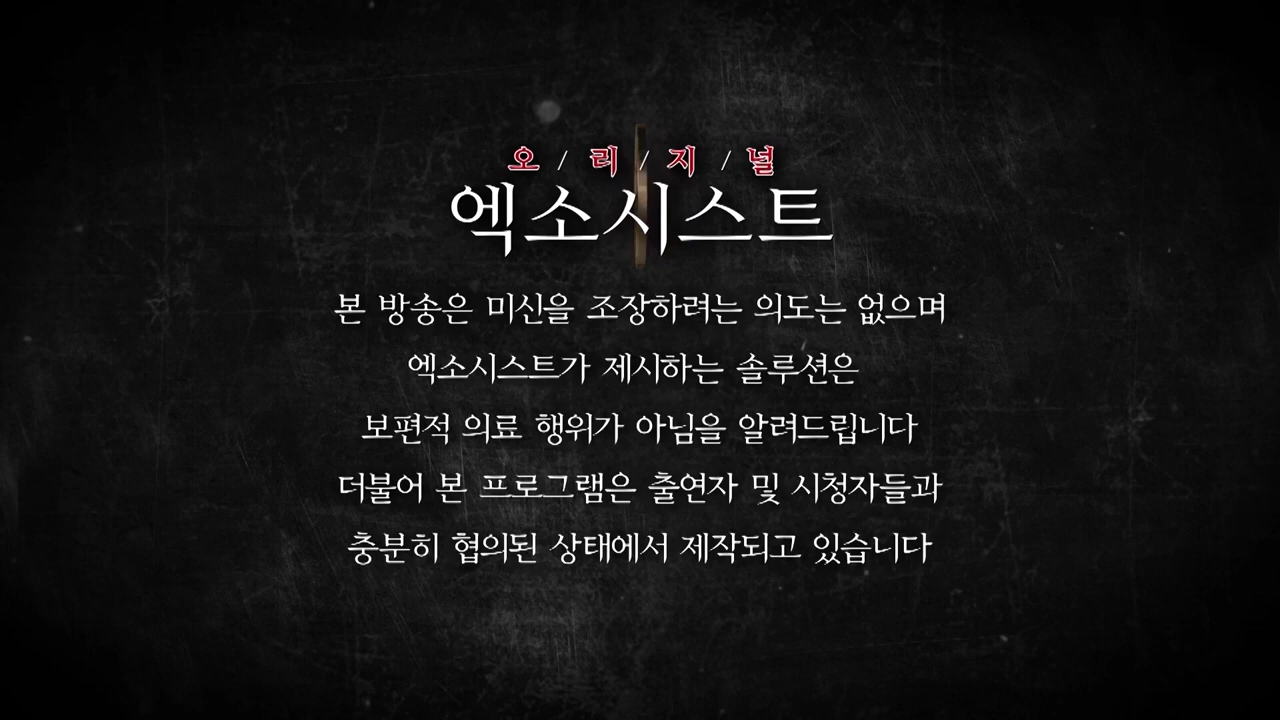 오/리/지/널
엑소시스트
본 방송은 미신을 조장하려는 의도는 없으며
엑소시스트가 제시하는 솔루션은
보편적 의료 행위가 아님을 알려드립니다
더불어 본 프로그램은 출연자 및 시청자들과
충분히 협의된 상태에서 제작되고 있습니다